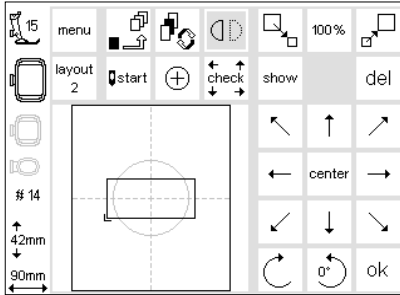 15
menu
100%
layout
2
start
check
show
del
center
# 14
42mm
90mm
0°
ok